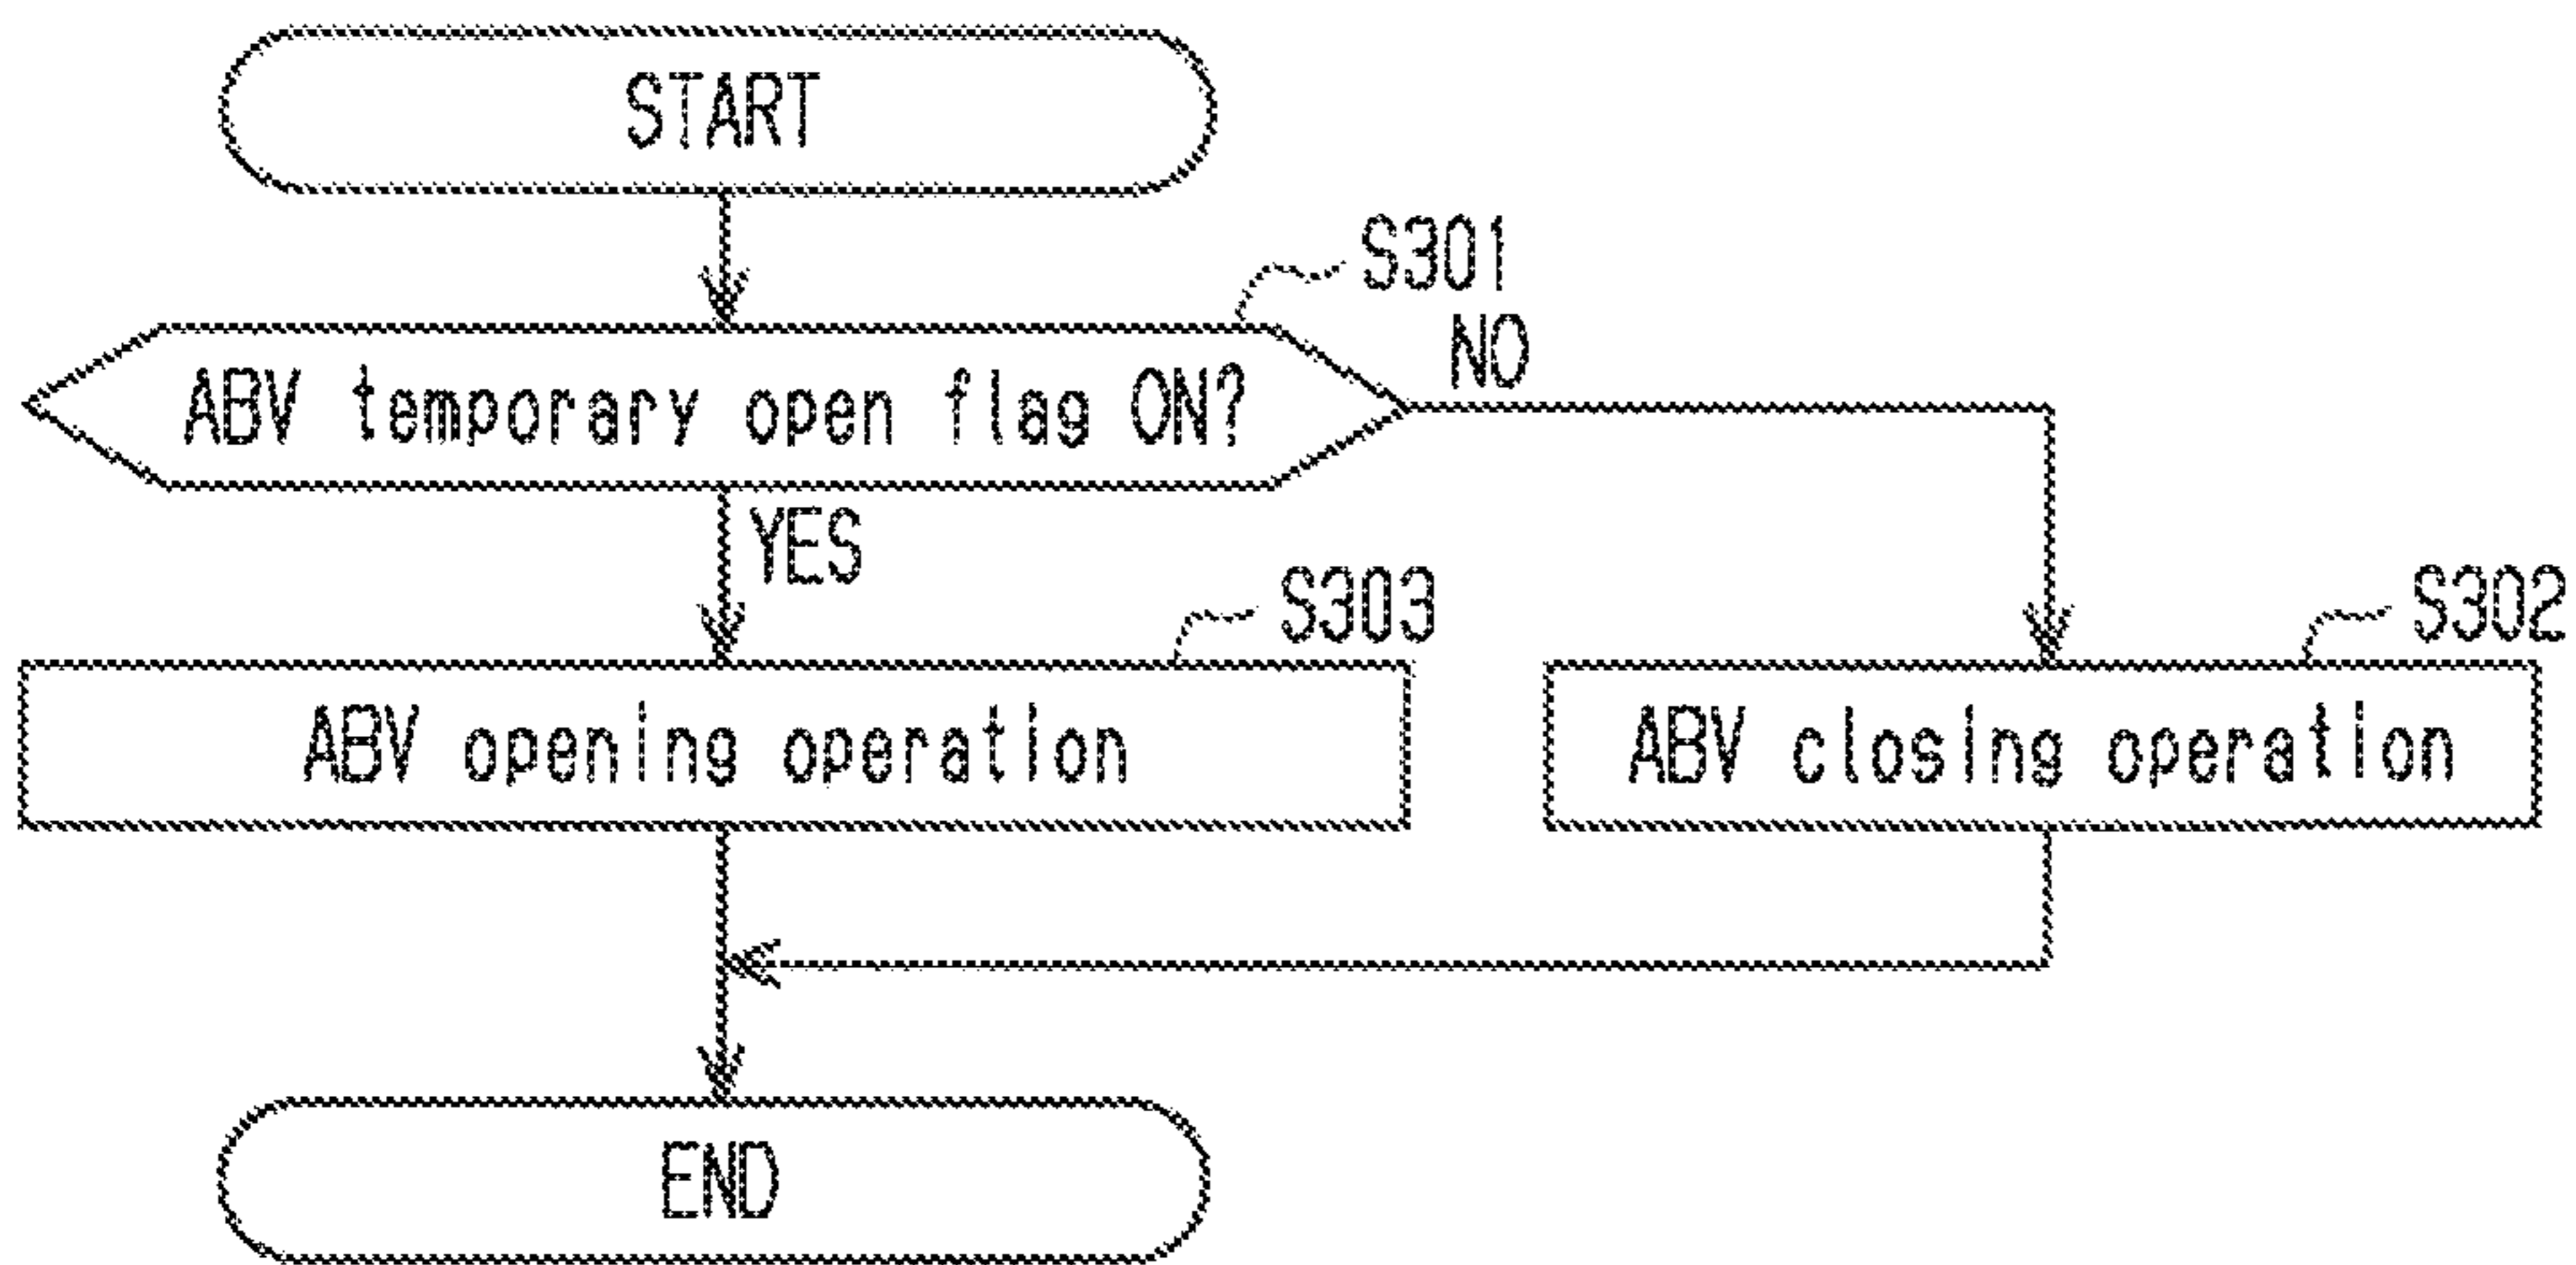 START
S301
ABV temporary open flag ON?
NO
YES
S303
S302
ABV opening operation
ABV closing operation
END